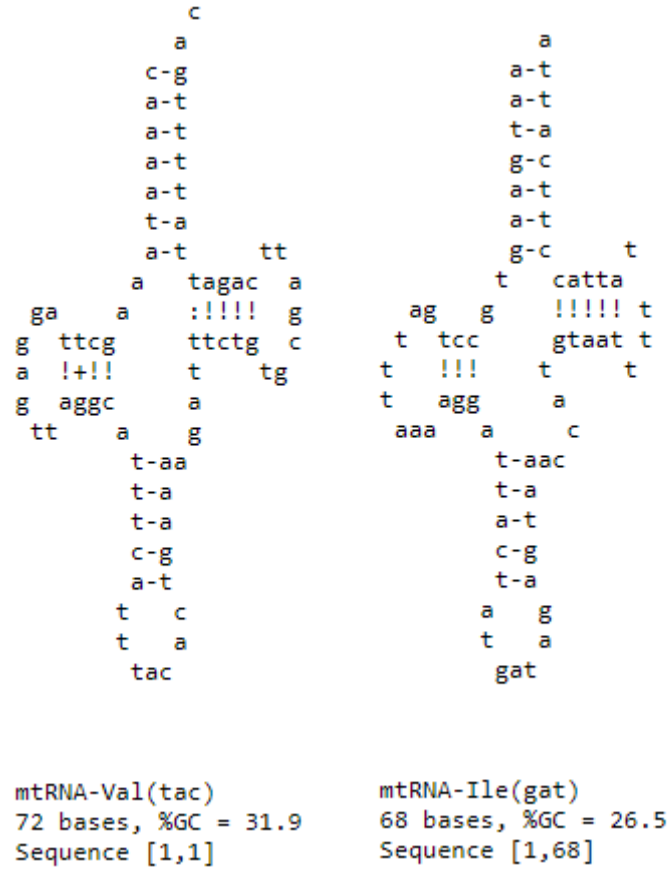 c
a
c-g
a-t
a-t
a-t
a-t
t-a
a-t tt
a tagac a
ga a :!!!! g
g ttcg ttctg c
a !+!! t tg
g aggc a
tt a g
t-aa
t-a
t-a
c-g
a-t
t c
t a
tac
mtRNA-Val(tac)
72 bases, %GC = 31.9
Sequence [1,1]
a
a-t
a-t
t-a
g-c
a-t
a-t
g-c t
t catta
ag g !!!!! t
t tcc gtaat t
t !!! t t
t agg a
aaa a c
t-aac
t-a
a-t
c-g
t-a
a g
t a
gat
mtRNA-Ile(gat)
68 bases, %GC = 26.5
Sequence [1,68]